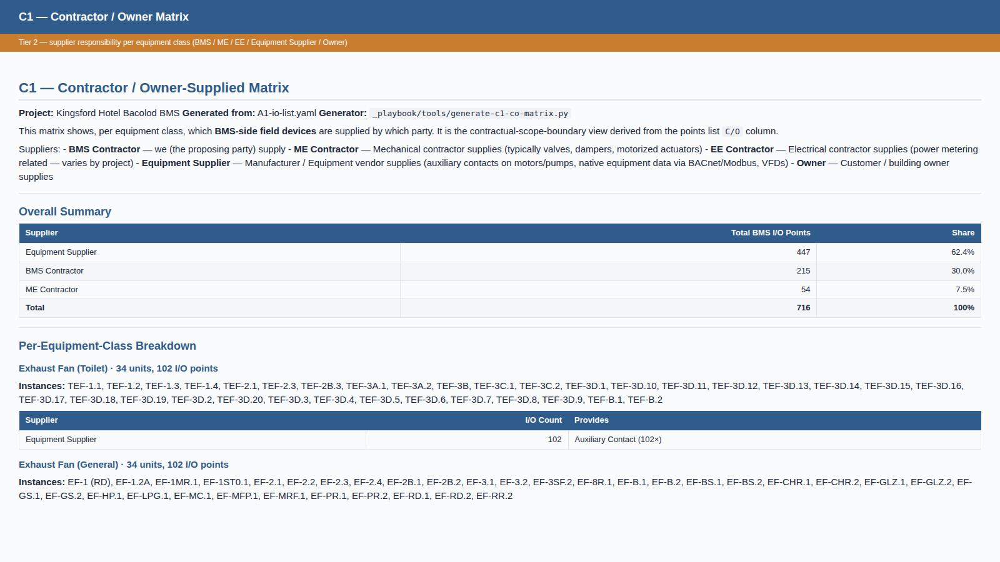 C1 — Contractor / Owner Matrix
Tier 2 — supplier responsibility per equipment class (BMS / ME / EE / Equipment Supplier / Owner)
C1 — Contractor / Owner-Supplied Matrix
Project: Kingsford Hotel Bacolod BMS Generated from: A1-io-list.yaml Generator: _playbook/tools/generate-c1-co-matrix.py
This matrix shows, per equipment class, which BMS-side field devices are supplied by which party. It is the contractual-scope-boundary view derived from the points list C/O column.
Suppliers: - BMS Contractor — we (the proposing party) supply - ME Contractor — Mechanical contractor supplies (typically valves, dampers, motorized actuators) - EE Contractor — Electrical contractor supplies (power metering
related — varies by project) - Equipment Supplier — Manufacturer / Equipment vendor supplies (auxiliary contacts on motors/pumps, native equipment data via BACnet/Modbus, VFDs) - Owner — Customer / building owner
supplies
Overall Summary
Supplier Total BMS I/O Points Share
Equipment Supplier 447 62.4%
BMS Contractor 215 30.0%
ME Contractor 54 7.5%
Total 716 100%
Per-Equipment-Class Breakdown
Exhaust Fan (Toilet) · 34 units, 102 I/O points
Instances: TEF-1.1, TEF-1.2, TEF-1.3, TEF-1.4, TEF-2.1, TEF-2.3, TEF-2B.3, TEF-3A.1, TEF-3A.2, TEF-3B, TEF-3C.1, TEF-3C.2, TEF-3D.1, TEF-3D.10, TEF-3D.11, TEF-3D.12, TEF-3D.13, TEF-3D.14, TEF-3D.15, TEF-3D.16,
TEF-3D.17, TEF-3D.18, TEF-3D.19, TEF-3D.2, TEF-3D.20, TEF-3D.3, TEF-3D.4, TEF-3D.5, TEF-3D.6, TEF-3D.7, TEF-3D.8, TEF-3D.9, TEF-B.1, TEF-B.2
Supplier I/O Count Provides
Equipment Supplier 102 Auxiliary Contact (102×)
Exhaust Fan (General) · 34 units, 102 I/O points
Instances: EF-1 (RD), EF-1.2A, EF-1MR.1, EF-1ST0.1, EF-2.1, EF-2.2, EF-2.3, EF-2.4, EF-2B.1, EF-2B.2, EF-3.1, EF-3.2, EF-3SF.2, EF-8R.1, EF-B.1, EF-B.2, EF-BS.1, EF-BS.2, EF-CHR.1, EF-CHR.2, EF-GLZ.1, EF-GLZ.2, EF-
GS.1, EF-GS.2, EF-HP.1, EF-LPG.1, EF-MC.1, EF-MFP.1, EF-MRF.1, EF-PR.1, EF-PR.2, EF-RD.1, EF-RD.2, EF-RR.2